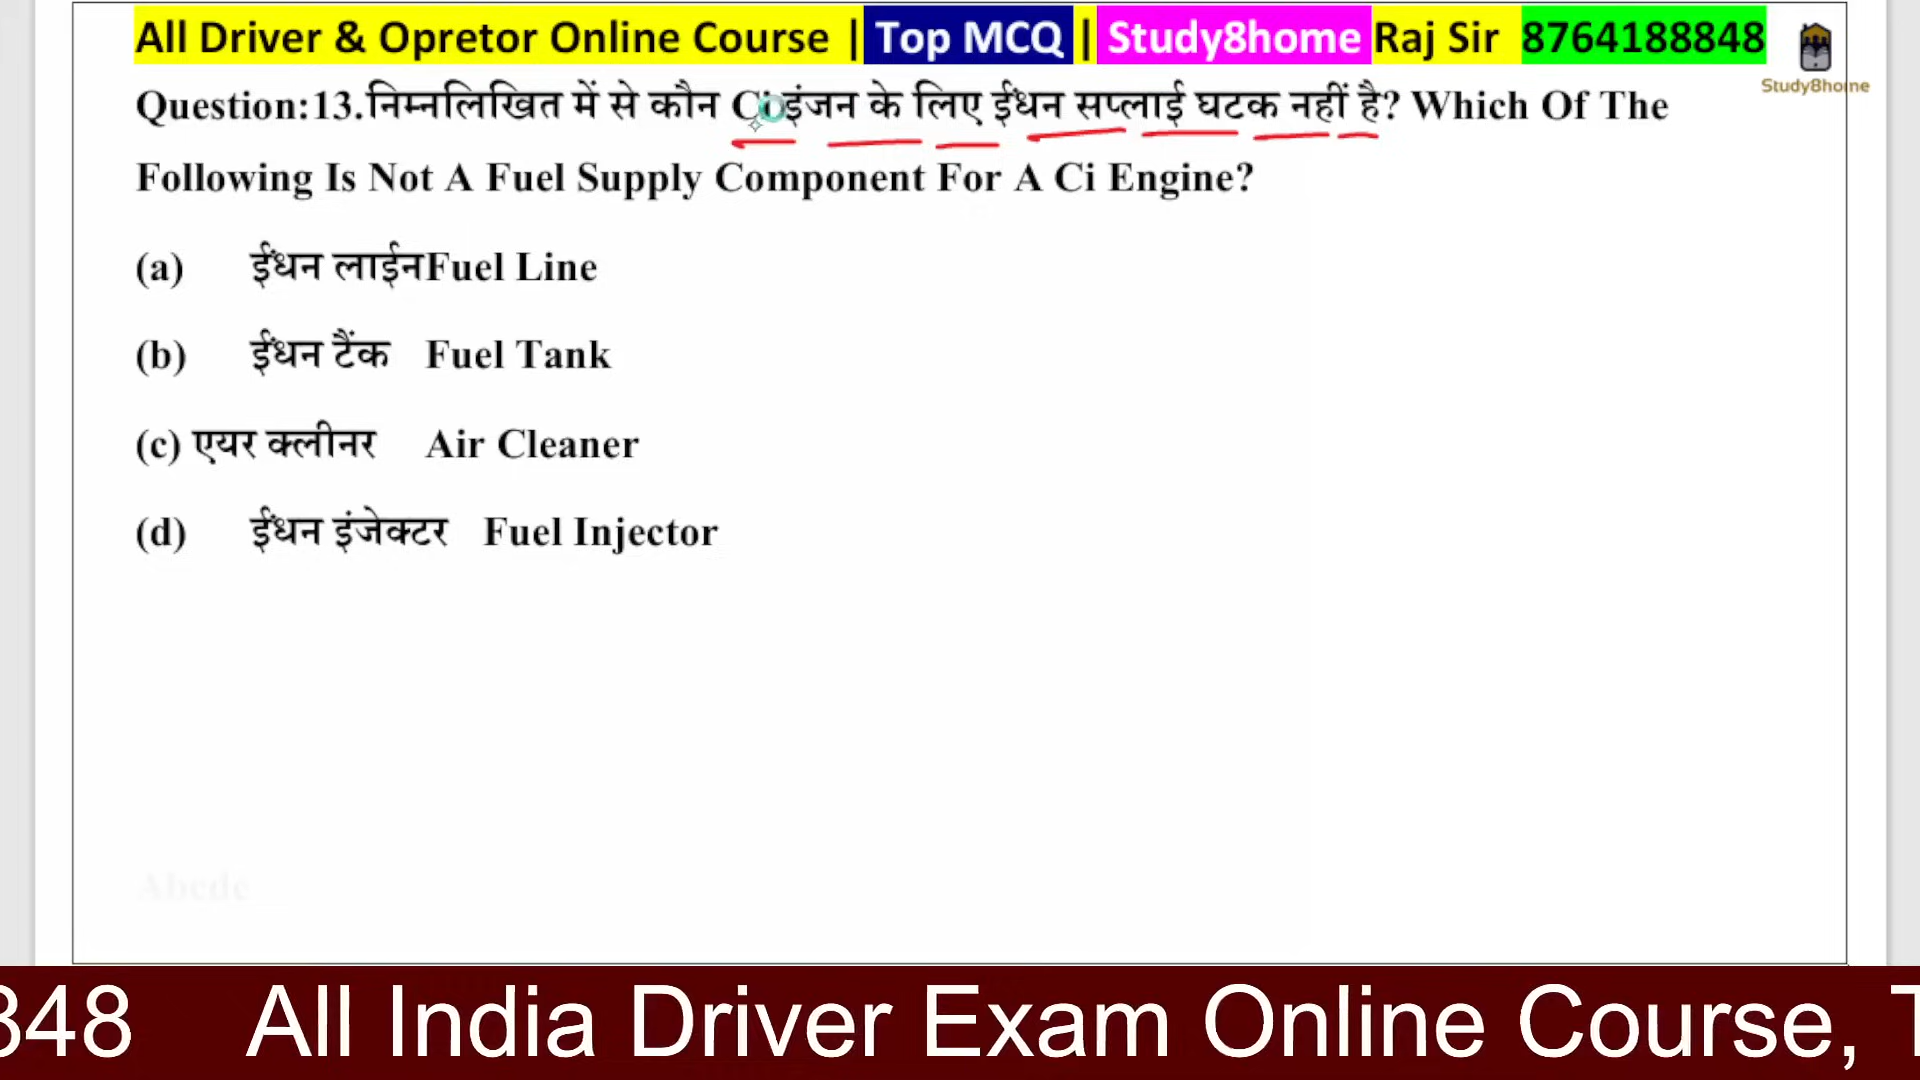 All Driver & Opretor Online Course | Top MCQ | Study8home Raj Sir 8764188848
Study8home
Question:13.निम्नलिखित में से कौन Ci इंजन के लिए ईंधन सप्लाई घटक नहीं है? Which Of The
Following Is Not A Fuel Supply Component For A Ci Engine?
(a) ईंधन लाईनFuel Line
(b) ईंधन टैंक Fuel Tank
(c) एयर क्लीनर Air Cleaner
(d) ईंधन इंजेक्टर Fuel Injector
Abcde
848 All India Driver Exam Online Course, T